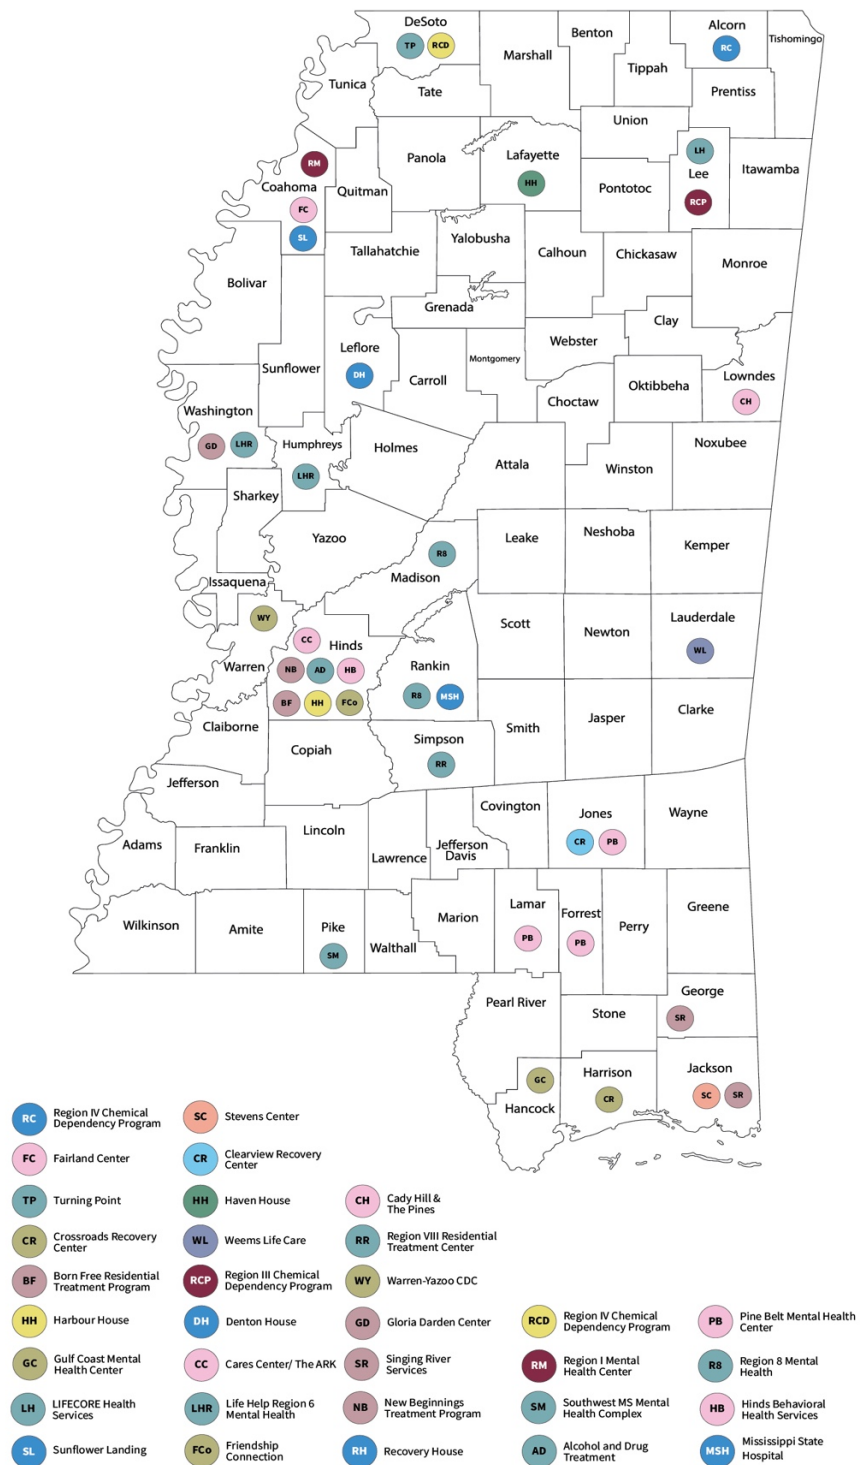 DeSoto
TP
RCD
Marshall
Benton
Tippah
Alcorn
RC
Tishomingo
Tunica
Tate
Union
Prentiss
RM
Coahoma
FC
SL
Quitman
Panola
Lafayette
HH
Pontotoc
LH
Lee
RCP
Itawamba
Bolivar
Tallahatchie
Yalobusha
Calhoun
Chickasaw
Monroe
Grenada
Sunflower
Leflore
DH
Carroll
Montgomery
Webster
Clay
Choctaw
Oktibbeha
Lowndes
CH
Washington
GD
LHR
Humphreys
LHR
Holmes
Attala
Winston
Noxubee
Sharkey
Yazoo
Issaquena
R8
Madison
Leake
Neshoba
Kemper
WY
Warren
CC
Hinds
NB
AD
HB
BF
HH
FCo
Rankin
R8
MSH
Scott
Newton
Lauderdale
WL
Claiborne
Copiah
Simpson
RR
Smith
Jasper
Clarke
Jefferson
Adams
Franklin
Lincoln
Lawrence
Jefferson
Davis
Covington
Jones
CR
PB
Wayne
Wilkinson
Amite
Pike
SM
Walthall
Marion
Lamar
PB
Forrest
PB
Perry
Greene
Pearl River
Stone
George
SR
GC
Hancock
Harrison
CR
Jackson
SC
SR
RC
Region IV Chemical
Dependency Program
FC
Fairland Center
TP
Turning Point
CR
Crossroads Recovery
Center
BF
Born Free Residential
Treatment Program
HH
Harbour House
GC
Gulf Coast Mental
Health Center
LH
LIFECORE Health
Services
SL
Sunflower Landing
SC
Stevens Center
CR
Clearview Recovery
Center
HH
Haven House
WL
Weems Life Care
RCP
Region III Chemical
Dependency Program
DH
Denton House
CC
Cares Center/ The ARK
LHR
Life Help Region 6
Mental Health
FCo
Friendship
Connection
CH
Cady Hill &
The Pines
RR
Region VIII Residential
Treatment Center
WY
Warren-Yazoo CDC
GD
Gloria Darden Center
SR
Singing River
Services
NB
New Beginnings
Treatment Program
RH
Recovery House
RCD
Region IV Chemical
Dependency Program
RM
Region I Mental
Health Center
SM
Southwest MS Mental
Health Complex
AD
Alcohol and Drug
Treatment
PB
Pine Belt Mental Health
Center
R8
Region 8 Mental
Health
HB
Hinds Behavioral
Health Services
MSH
Mississippi State
Hospital